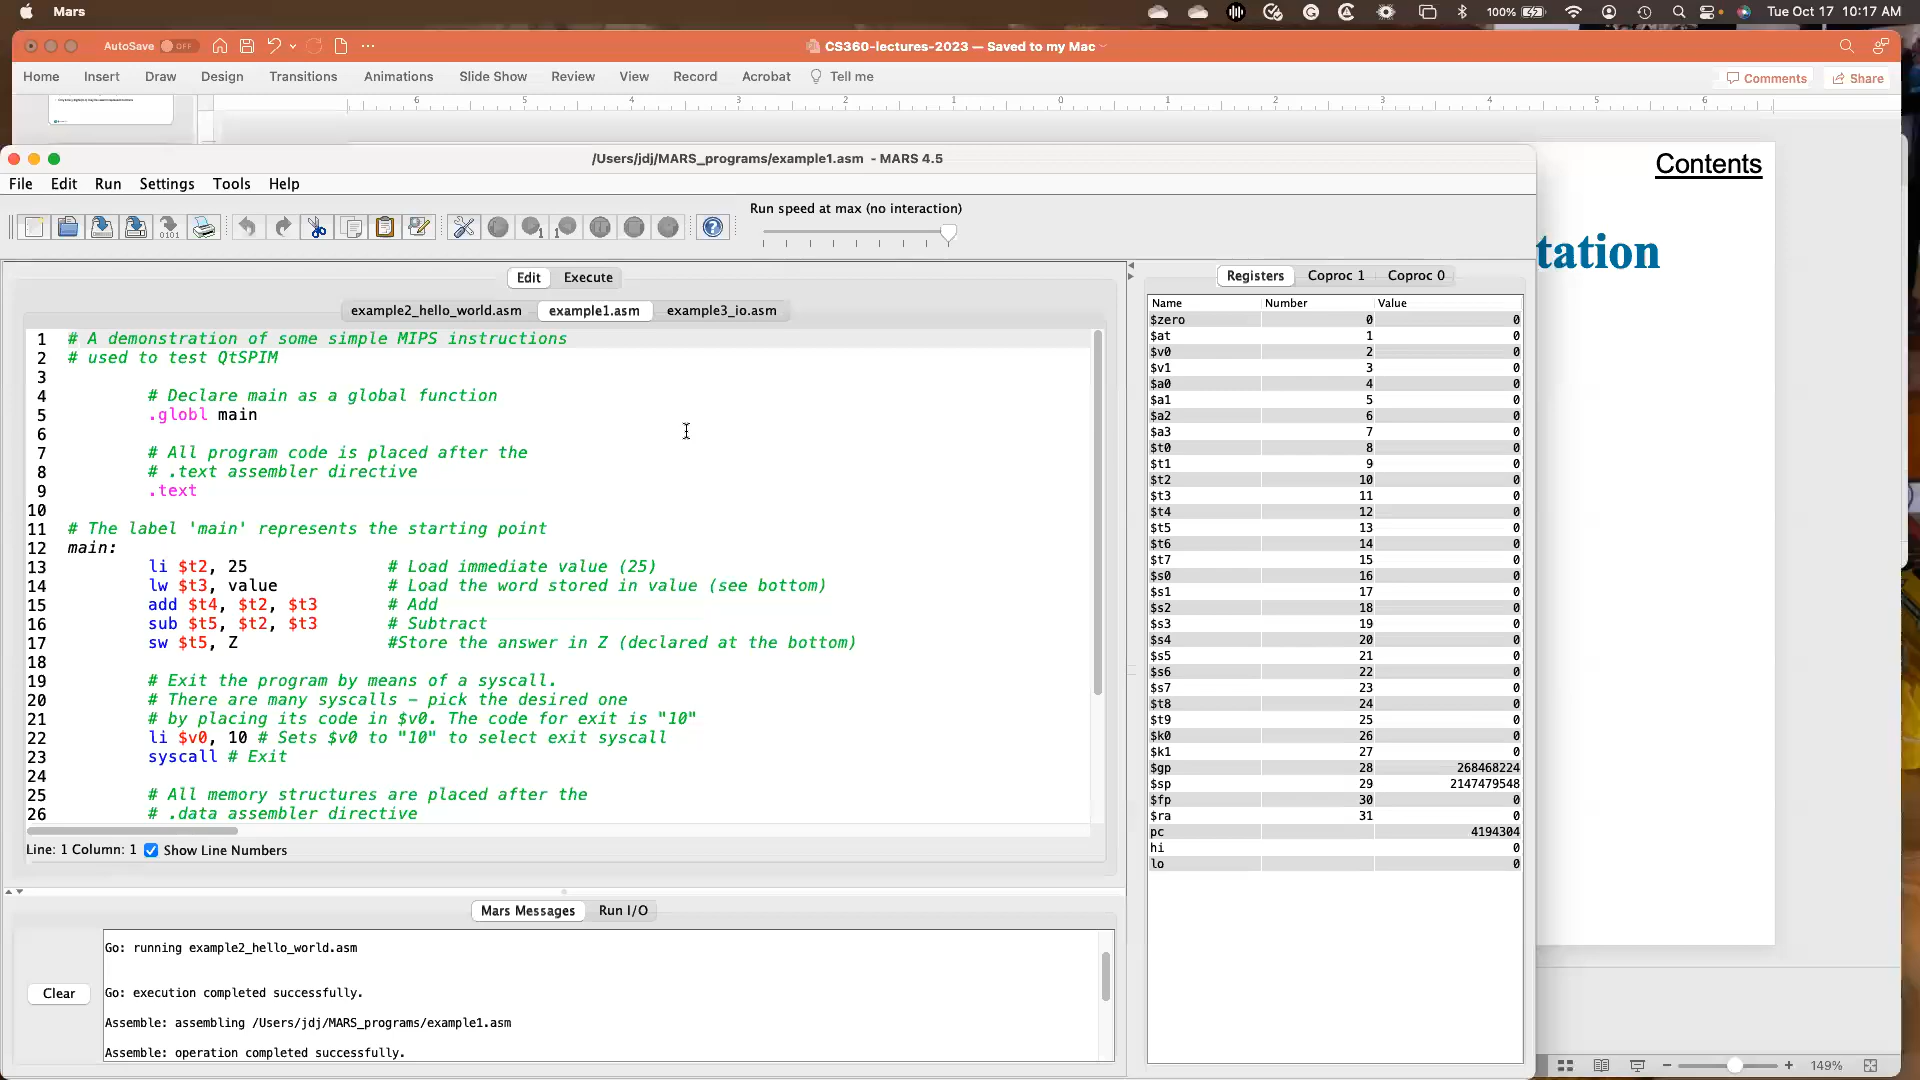 Mars
100%
Tue Oct 17 10:17 AM
AutoSave OFF
CS360-lectures-2023 — Saved to my Mac
Home Insert Draw Design Transitions Animations Slide Show Review View Record Acrobat Tell me
Comments Share
6 5 4 3 2 1 0 1 2 3 4 5 6
/Users/jdj/MARS_programs/example1.asm - MARS 4.5
Contents
File Edit Run Settings Tools Help
Run speed at max (no interaction)
tation
Edit Execute
Registers Coproc 1 Coproc 0
example2_hello_world.asm example1.asm example3_io.asm
1 # A demonstration of some simple MIPS instructions
2 # used to test QtSPIM
3
4 # Declare main as a global function
5 .globl main
6
7 # All program code is placed after the
8 # .text assembler directive
9 .text
10
11 # The label 'main' represents the starting point
12 main:
13 li $t2, 25 # Load immediate value (25)
14 lw $t3, value # Load the word stored in value (see bottom)
15 add $t4, $t2, $t3 # Add
16 sub $t5, $t2, $t3 # Subtract
17 sw $t5, Z #Store the answer in Z (declared at the bottom)
18
19 # Exit the program by means of a syscall.
20 # There are many syscalls – pick the desired one
21 # by placing its code in $v0. The code for exit is "10"
22 li $v0, 10 # Sets $v0 to "10" to select exit syscall
23 syscall # Exit
24
25 # All memory structures are placed after the
26 # .data assembler directive
Line: 1 Column: 1 Show Line Numbers
Name Number Value
$zero 0 0
$at 1 0
$v0 2 0
$v1 3 0
$a0 4 0
$a1 5 0
$a2 6 0
$a3 7 0
$t0 8 0
$t1 9 0
$t2 10 0
$t3 11 0
$t4 12 0
$t5 13 0
$t6 14 0
$t7 15 0
$s0 16 0
$s1 17 0
$s2 18 0
$s3 19 0
$s4 20 0
$s5 21 0
$s6 22 0
$s7 23 0
$t8 24 0
$t9 25 0
$k0 26 0
$k1 27 0
$gp 28 268468224
$sp 29 2147479548
$fp 30 0
$ra 31 0
pc 4194304
hi 0
lo 0
Mars Messages Run I/O
Go: running example2_hello_world.asm
Go: execution completed successfully.
Assemble: assembling /Users/jdj/MARS_programs/example1.asm
Assemble: operation completed successfully.
Clear
149%